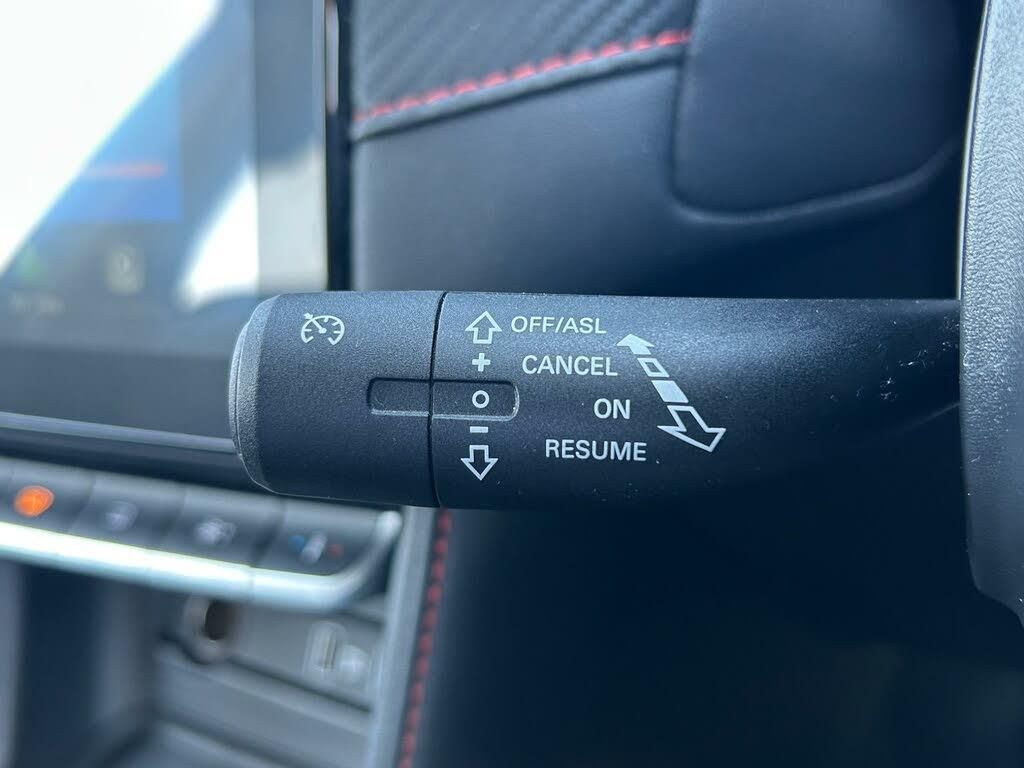 OFF/ASL
+ CANCEL
O ON
- RESUME